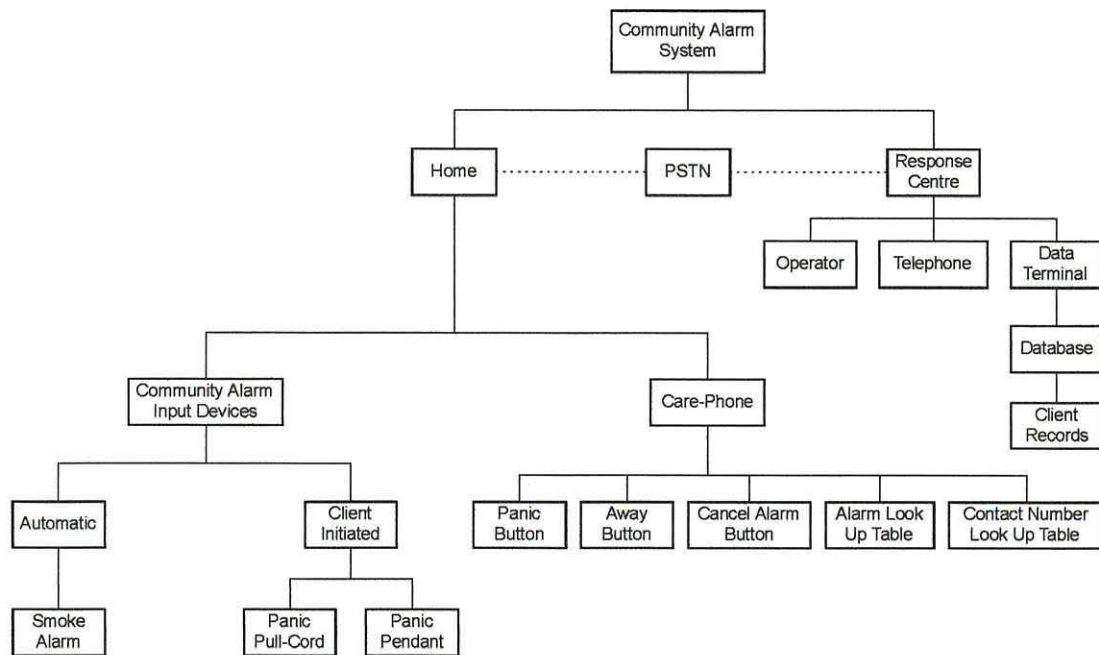 Community Alarm
System
Home
PSTN
Response
Centre
Operator
Telephone
Data
Terminal
Database
Client
Records
Community Alarm
Input Devices
Care-Phone
Automatic
Client
Initiated
Panic
Button
Away
Button
Cancel Alarm
Button
Alarm Look
Up Table
Contact Number
Look Up Table
Smoke
Alarm
Panic
Pull-Cord
Panic
Pendant